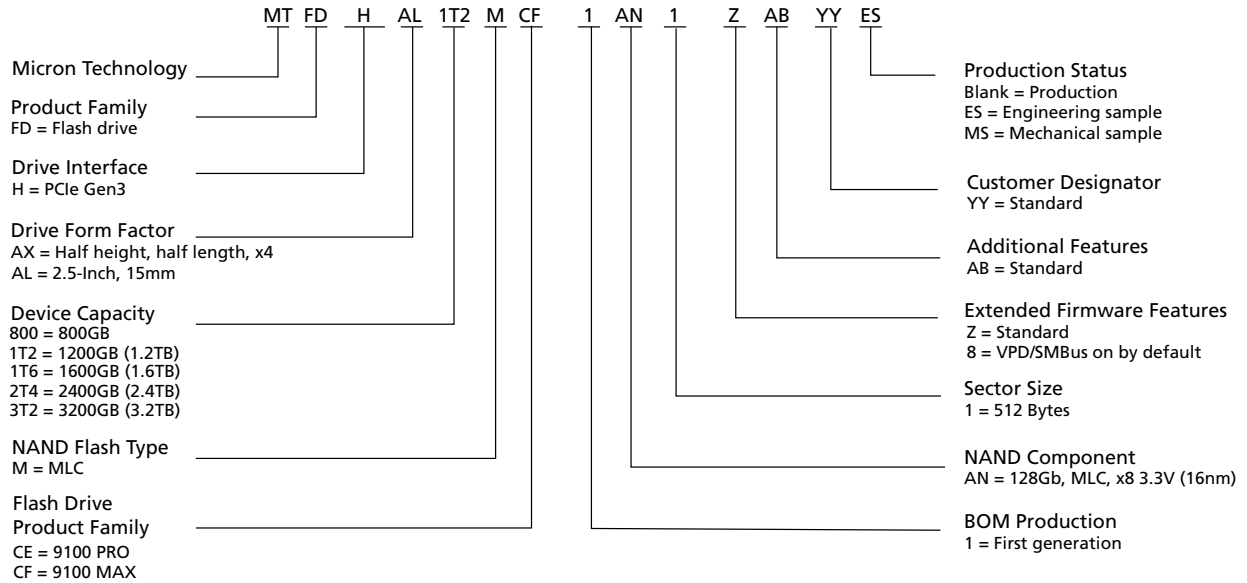 MT FD H AL 1T2 M CF 1 AN 1 Z AB YY ES
Micron Technology
Product Family
FD = Flash drive
Drive Interface
H = PCIe Gen3
Drive Form Factor
AX = Half height, half length, x4
AL = 2.5-Inch, 15mm
Device Capacity
800 = 800GB
1T2 = 1200GB (1.2TB)
1T6 = 1600GB (1.6TB)
2T4 = 2400GB (2.4TB)
3T2 = 3200GB (3.2TB)
NAND Flash Type
M = MLC
Flash Drive
Product Family
CE = 9100 PRO
CF = 9100 MAX
Production Status
Blank = Production
ES = Engineering sample
MS = Mechanical sample
Customer Designator
YY = Standard
Additional Features
AB = Standard
Extended Firmware Features
Z = Standard
8 = VPD/SMBus on by default
Sector Size
1 = 512 Bytes
NAND Component
AN = 128Gb, MLC, x8 3.3V (16nm)
BOM Production
1 = First generation